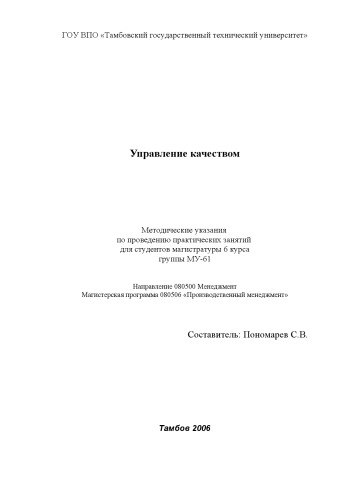 ГОУ ВПО «Тамбовский государственный технический университет»
Управление качеством
Методические указания
по проведению практических занятий
для студентов магистратуры 6 курса
группы МУ-61
Направление 080500 Менеджмент
Магистерская программа 080506 «Производственный менеджмент»
Составитель: Пономарев С.В.
Тамбов 2006